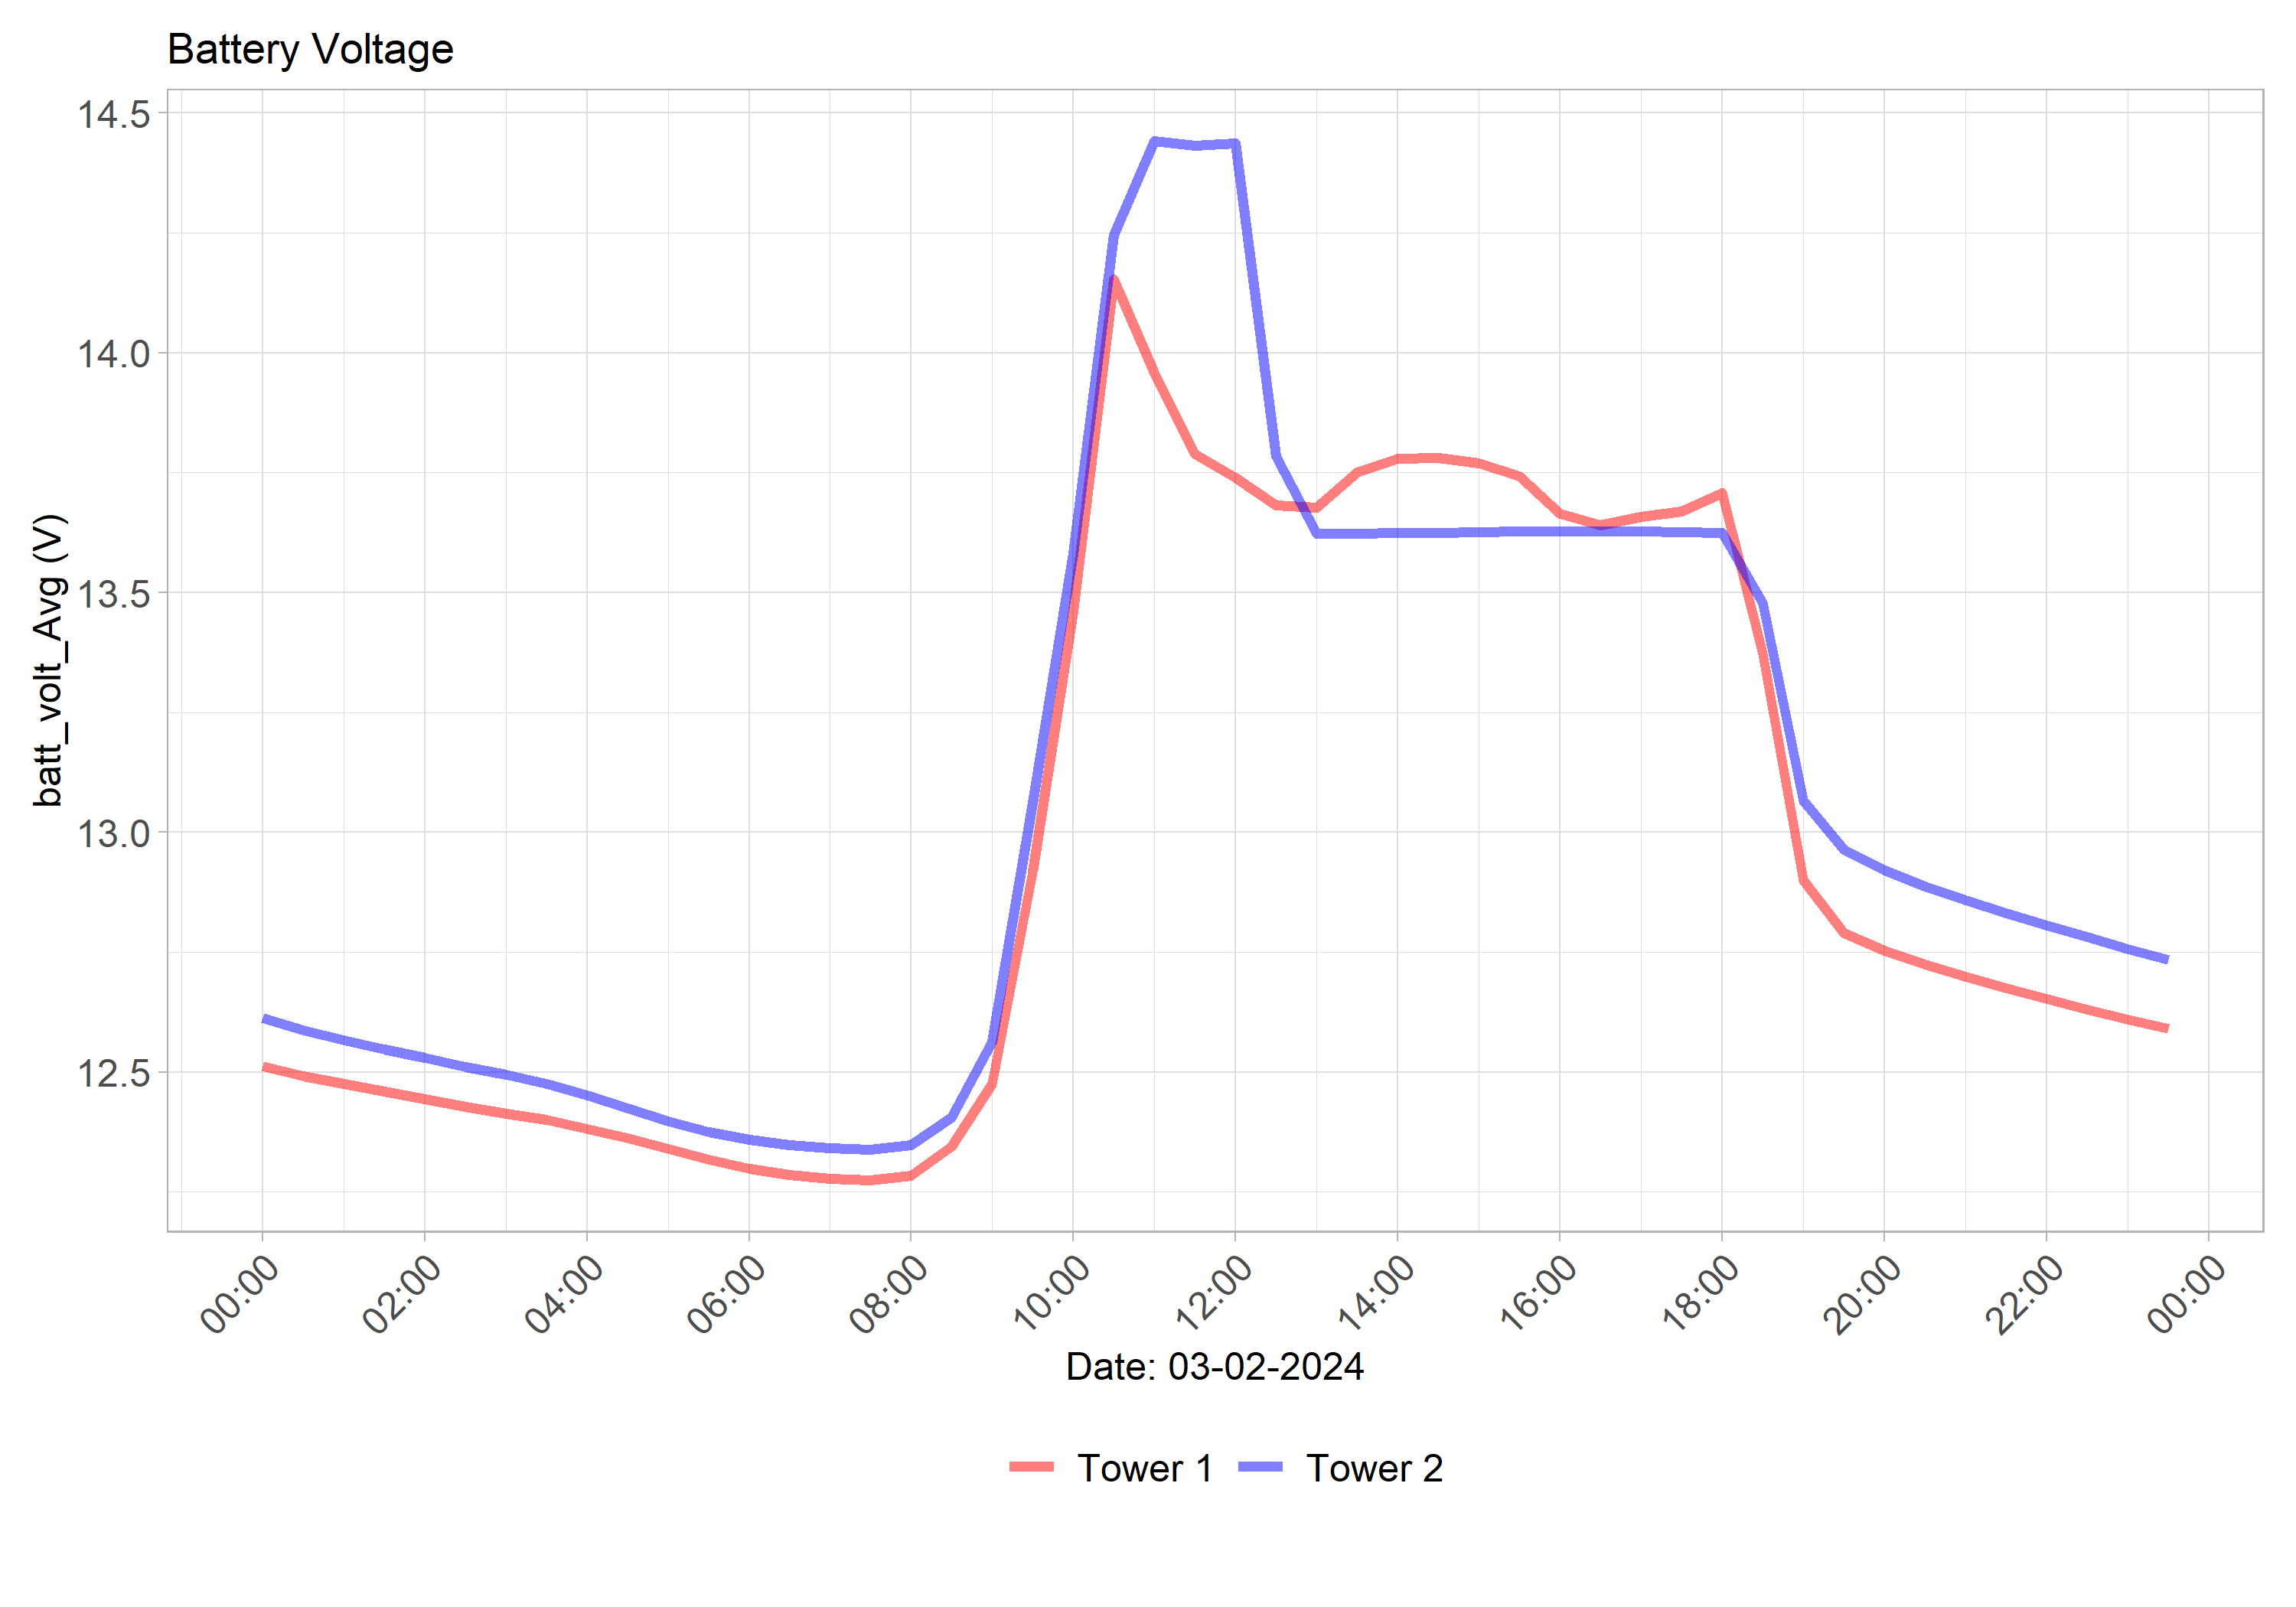 Battery Voltage
14.5
14.0
13.5
13.0
12.5
batt_volt_Avg (V)
00:00 02:00 04:00 06:00 08:00 10:00 12:00 14:00 16:00 18:00 20:00 22:00 00:00
Date: 03-02-2024
Tower 1 Tower 2